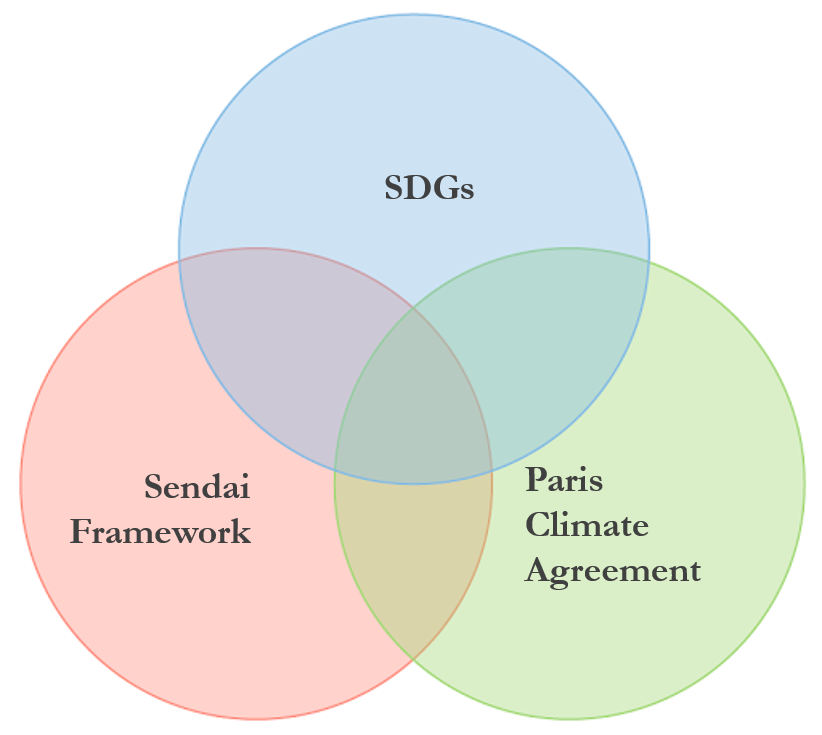 SDGs
Sendai
Framework
Paris
Climate
Agreement